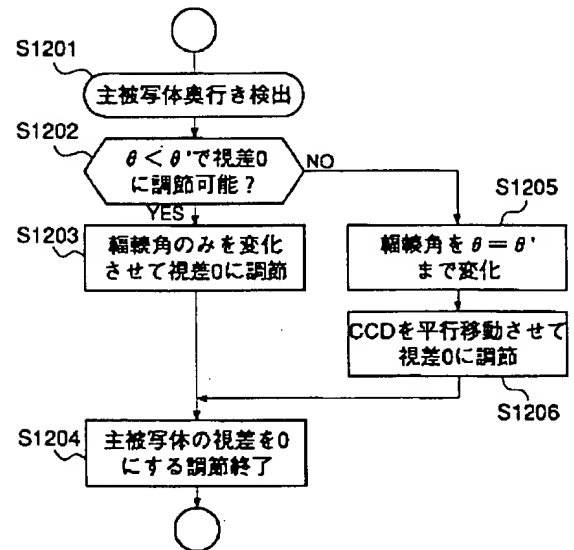 S1201
主被写体奥行き検出
S1202
θ＜θ'で視差0
に調節可能？
NO
YES
S1203
輻輳角のみを変化
させて視差0に調節
S1205
輻輳角をθ＝θ'
まで変化
CCDを平行移動させて
視差0に調節
S1206
S1204
主被写体の視差を0
にする調節終了